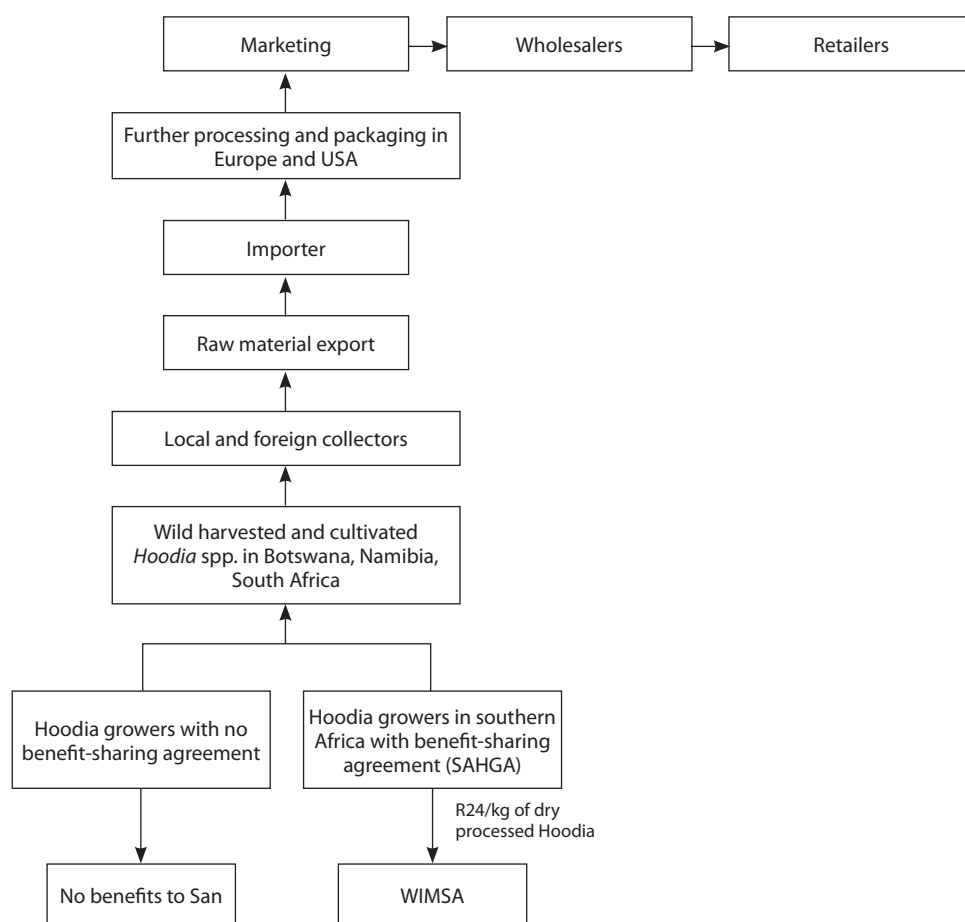 Marketing
Wholesalers
Retailers
Further processing and packaging in
Europe and USA
Importer
Raw material export
Local and foreign collectors
Wild harvested and cultivated
Hoodia spp. in Botswana, Namibia,
South Africa
Hoodia growers with no
benefit-sharing agreement
Hoodia growers in southern
Africa with benefit-sharing
agreement (SAHGA)
R24/kg of dry
processed Hoodia
No benefits to San
WIMSA